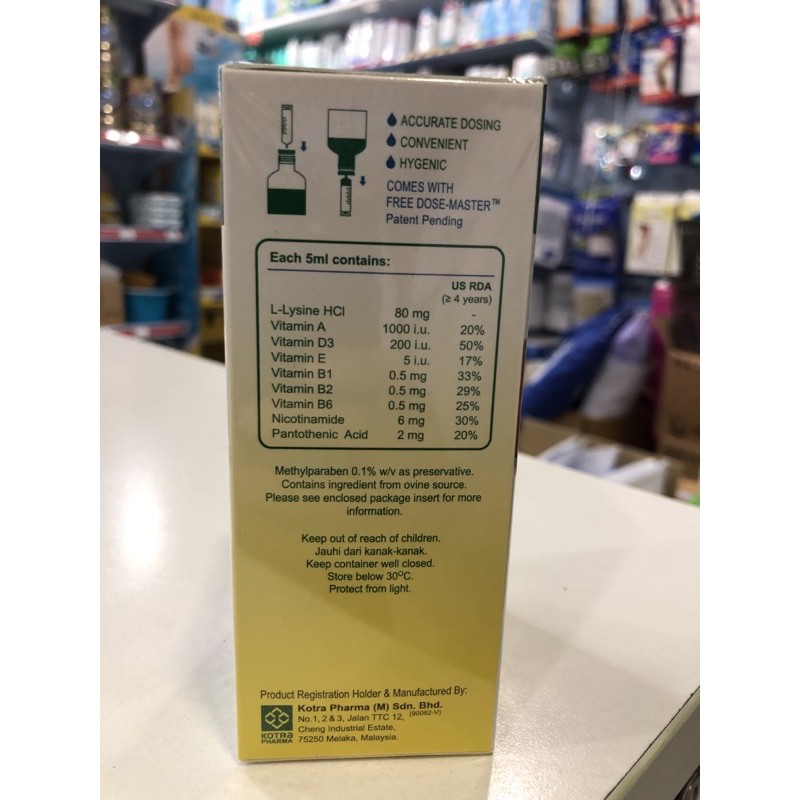 ACCURATE DOSING
CONVENIENT
HYGENIC
COMES WITH
FREE DOSE-MASTER™
Patent Pending
Each 5ml contains:
US RDA
(≥ 4 years)
L-Lysine HCl 80 mg -
Vitamin A 1000 i.u. 20%
Vitamin D3 200 i.u. 50%
Vitamin E 5 i.u. 17%
Vitamin B1 0.5 mg 33%
Vitamin B2 0.5 mg 29%
Vitamin B6 0.5 mg 25%
Nicotinamide 6 mg 30%
Pantothenic Acid 2 mg 20%
Methylparaben 0.1% w/v as preservative.
Contains ingredient from ovine source.
Please see enclosed package insert for more
information.
Keep out of reach of children.
Jauhi dari kanak-kanak.
Keep container well closed.
Store below 30°C.
Protect from light.
Product Registration Holder & Manufactured By:
Kotra Pharma (M) Sdn. Bhd.
No.1, 2 & 3, Jalan TTC 12, (90082-V)
Cheng Industrial Estate,
75250 Melaka, Malaysia.
KOTRA
PHARMA